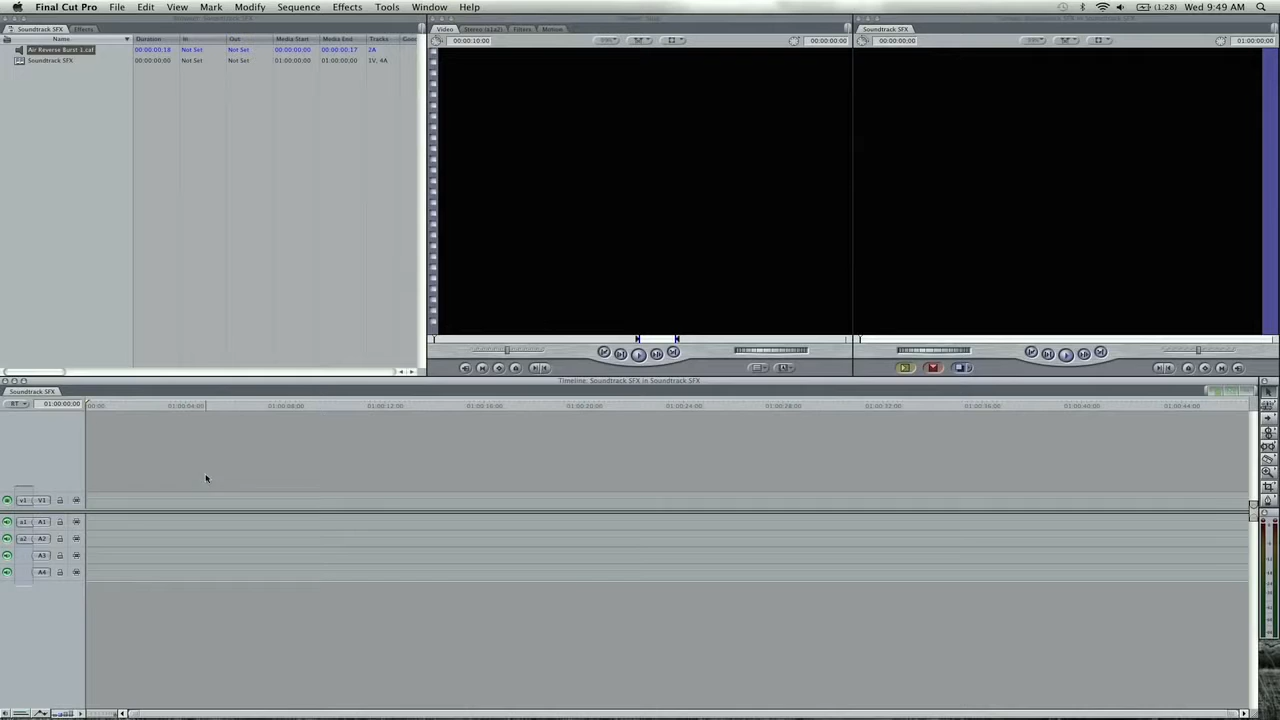 Final Cut Pro File Edit View Mark Modify Sequence Effects Tools Window Help (1:28) Wed 9:49 AM
Soundtrack SFX Effects
Name Duration In Out Media Start Media End Tracks
Air Reverse Burst 1.caf 00:00:00;18 Not Set Not Set 00:00:00;00 00:00:00;17 2A
Soundtrack SFX 00:00:00;00 Not Set Not Set 01:00:00;00 01:00:00;00 1V, 4A
Video Stereo (a1a2) Filters Motion
00:00:10;00 00:00:00;00
Soundtrack SFX
00:00:00;00 01:00:00;00
Timeline: Soundtrack SFX in Soundtrack SFX
Soundtrack SFX
RT 01:00:00;00 00:00 01:00:04;00 01:00:08;00 01:00:12;00 01:00:16;00 01:00:20;00 01:00:24;00 01:00:28;00 01:00:32;00 01:00:36;00 01:00:40;00 01:00:44;00
v1 V1
a1 A1
a2 A2
A3
A4